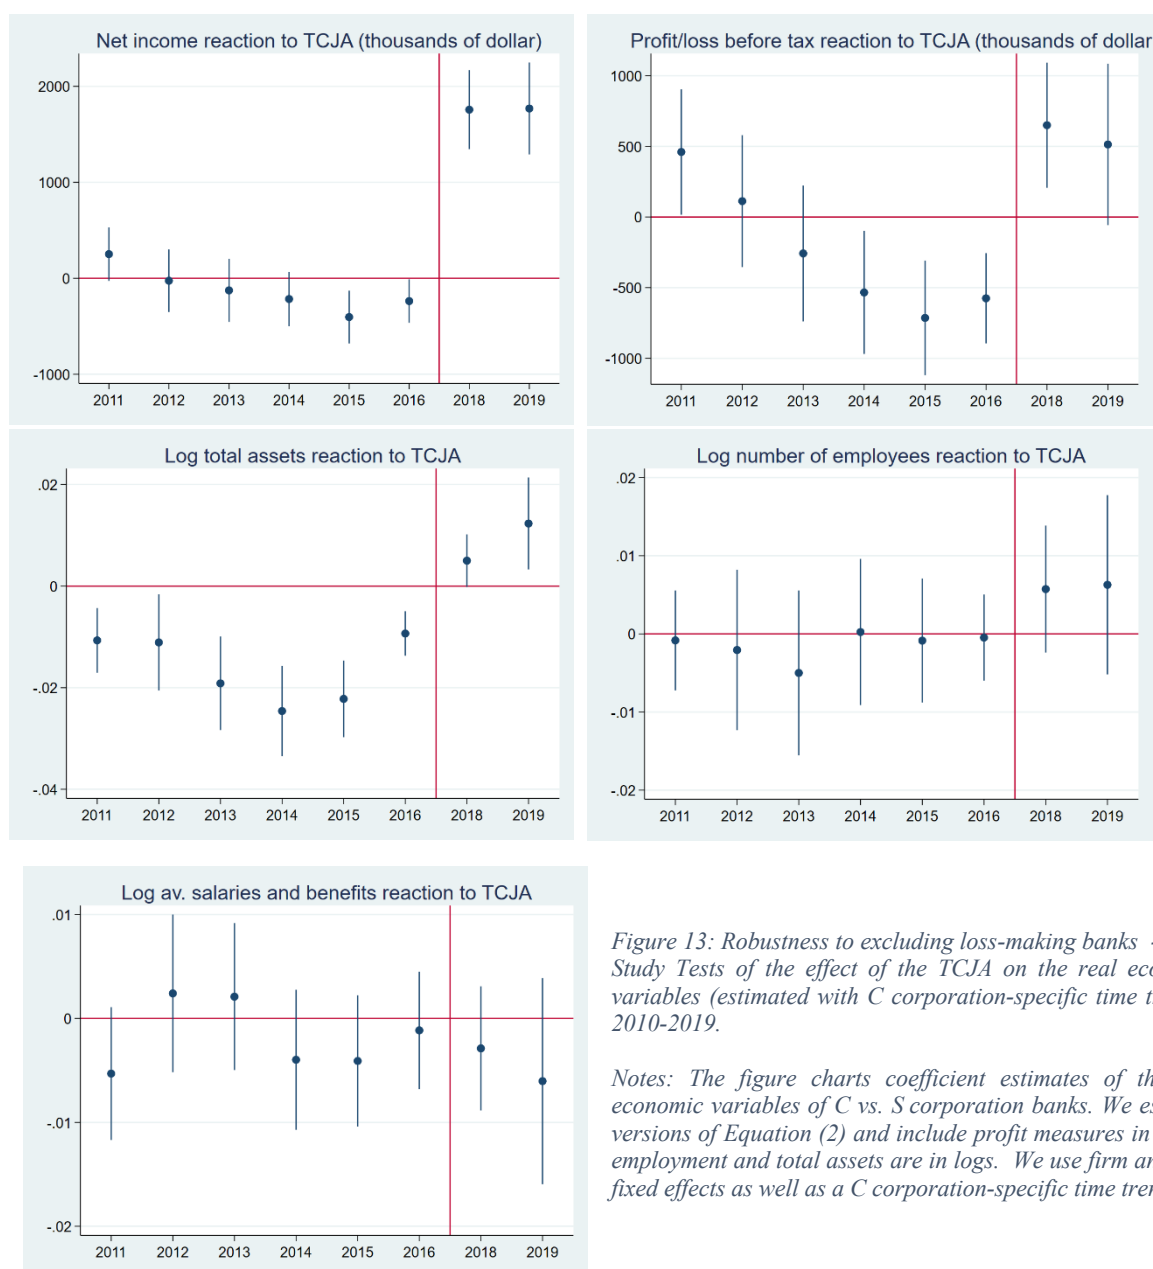 Net income reaction to TCJA (thousands of dollar)
2000
1000
0
-1000
2011 2012 2013 2014 2015 2016 2018 2019
Profit/loss before tax reaction to TCJA (thousands of dollar
1000
500
0
-500
-1000
2011 2012 2013 2014 2015 2016 2018 2019
Log total assets reaction to TCJA
.02
0
-.02
-.04
2011 2012 2013 2014 2015 2016 2018 2019
Log number of employees reaction to TCJA
.02
.01
0
-.01
-.02
2011 2012 2013 2014 2015 2016 2018 2019
Log av. salaries and benefits reaction to TCJA
.01
0
-.01
-.02
2011 2012 2013 2014 2015 2016 2018 2019
Figure 13: Robustness to excluding loss-making banks -
Study Tests of the effect of the TCJA on the real
variables (estimated with C corporation-specific time
2010-2019.
Notes: The figure charts coefficient estimates of
economic variables of C vs. S corporation banks. We
versions of Equation (2) and include profit measures in
employment and total assets are in logs. We use firm
fixed effects as well as a C corporation-specific time